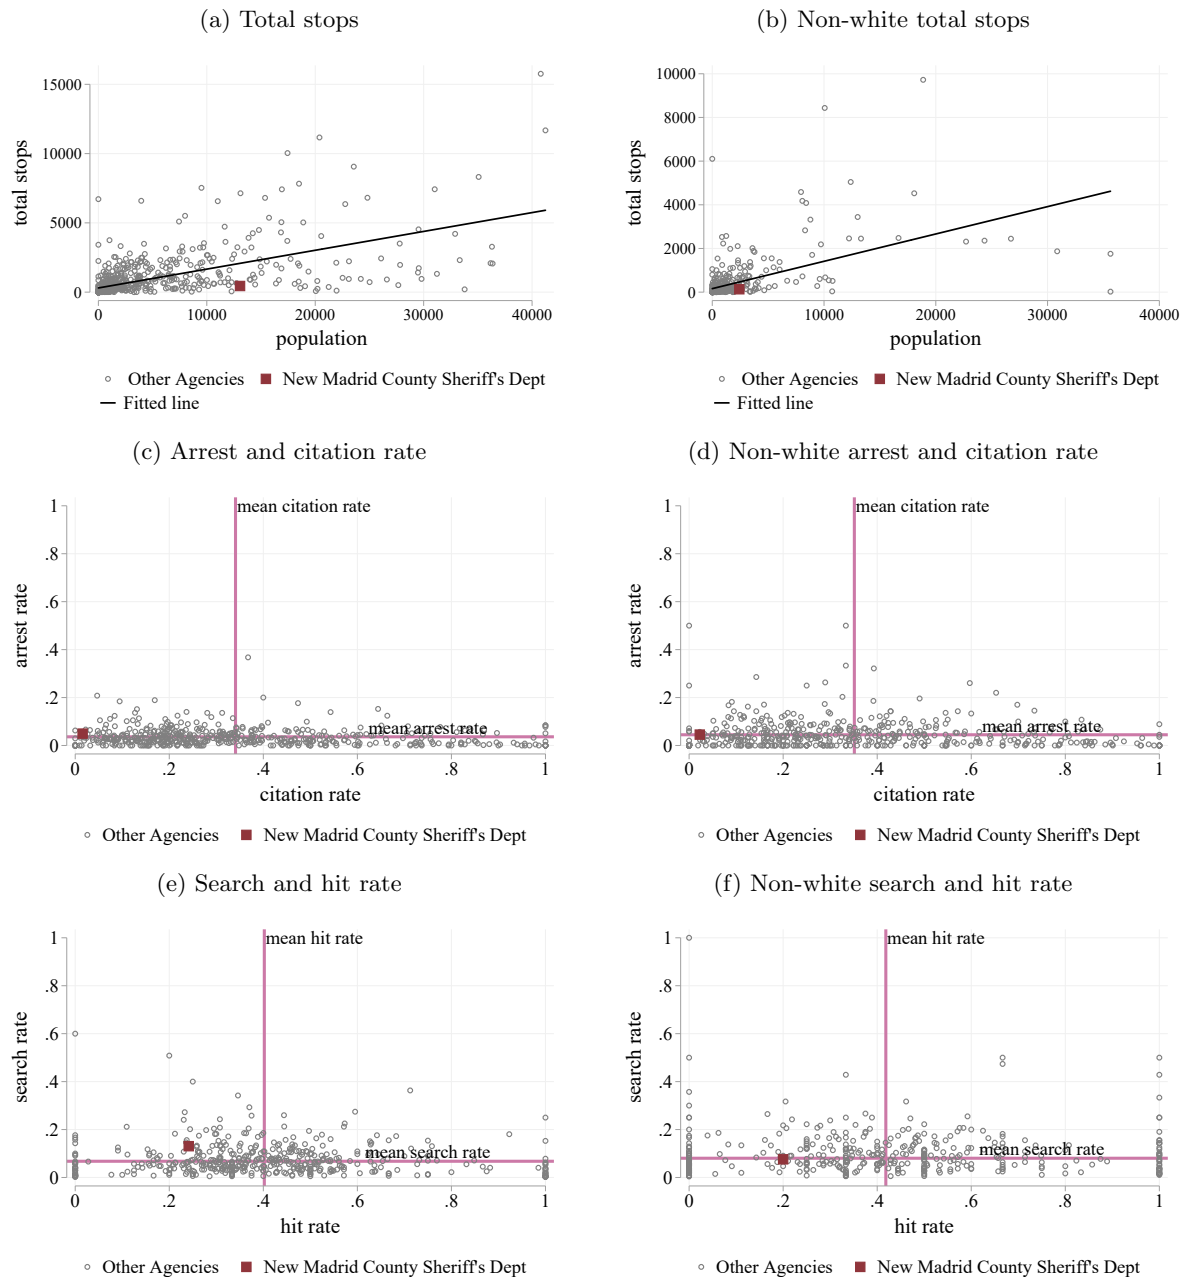 (a) Total stops
(b) Non-white total stops
total stops
15000
10000
5000
0
0 10000 20000 30000 40000
population
Other Agencies New Madrid County Sheriff's Dept
Fitted line
total stops
10000
8000
6000
4000
2000
0
0 10000 20000 30000 40000
population
Other Agencies New Madrid County Sheriff's Dept
Fitted line
(c) Arrest and citation rate
(d) Non-white arrest and citation rate
arrest rate
1
.8
.6
.4
.2
0
mean citation rate
mean arrest rate
0 .2 .4 .6 .8 1
citation rate
Other Agencies New Madrid County Sheriff's Dept
arrest rate
1
.8
.6
.4
.2
0
mean citation rate
mean arrest rate
0 .2 .4 .6 .8 1
citation rate
Other Agencies New Madrid County Sheriff's Dept
(e) Search and hit rate
(f) Non-white search and hit rate
search rate
1
.8
.6
.4
.2
0
mean hit rate
mean search rate
0 .2 .4 .6 .8 1
hit rate
Other Agencies New Madrid County Sheriff's Dept
search rate
1
.8
.6
.4
.2
0
mean hit rate
mean search rate
0 .2 .4 .6 .8 1
hit rate
Other Agencies New Madrid County Sheriff's Dept